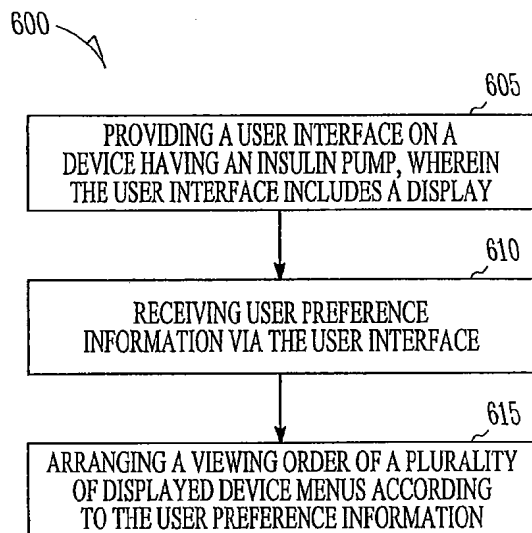 600
605
PROVIDING A USER INTERFACE ON A
DEVICE HAVING AN INSULIN PUMP, WHEREIN
THE USER INTERFACE INCLUDES A DISPLAY
610
RECEIVING USER PREFERENCE
INFORMATION VIA THE USER INTERFACE
615
ARRANGING A VIEWING ORDER OF A PLURALITY
OF DISPLAYED DEVICE MENUS ACCORDING
TO THE USER PREFERENCE INFORMATION